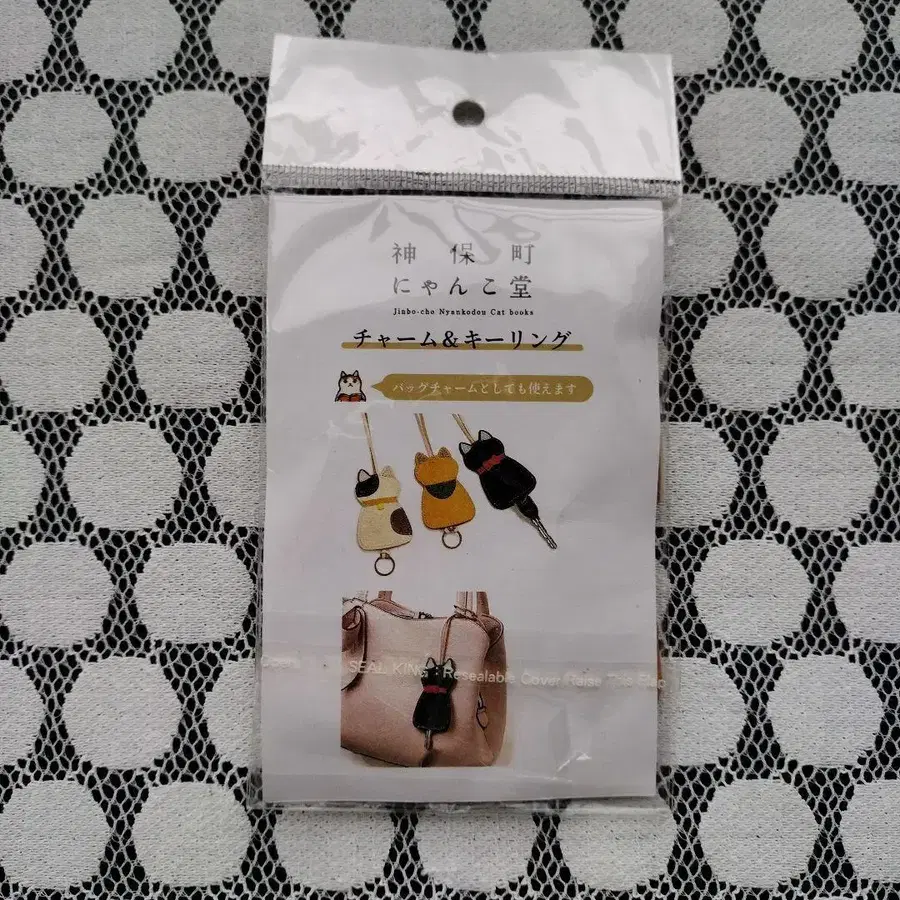 神保町
にゃんこ堂
Jinbo-cho Nyankodou Cat books
チャーム&キーリング
バッグチャームとしても使えます
SEAL KING : Resealable Cover Raise This Flap